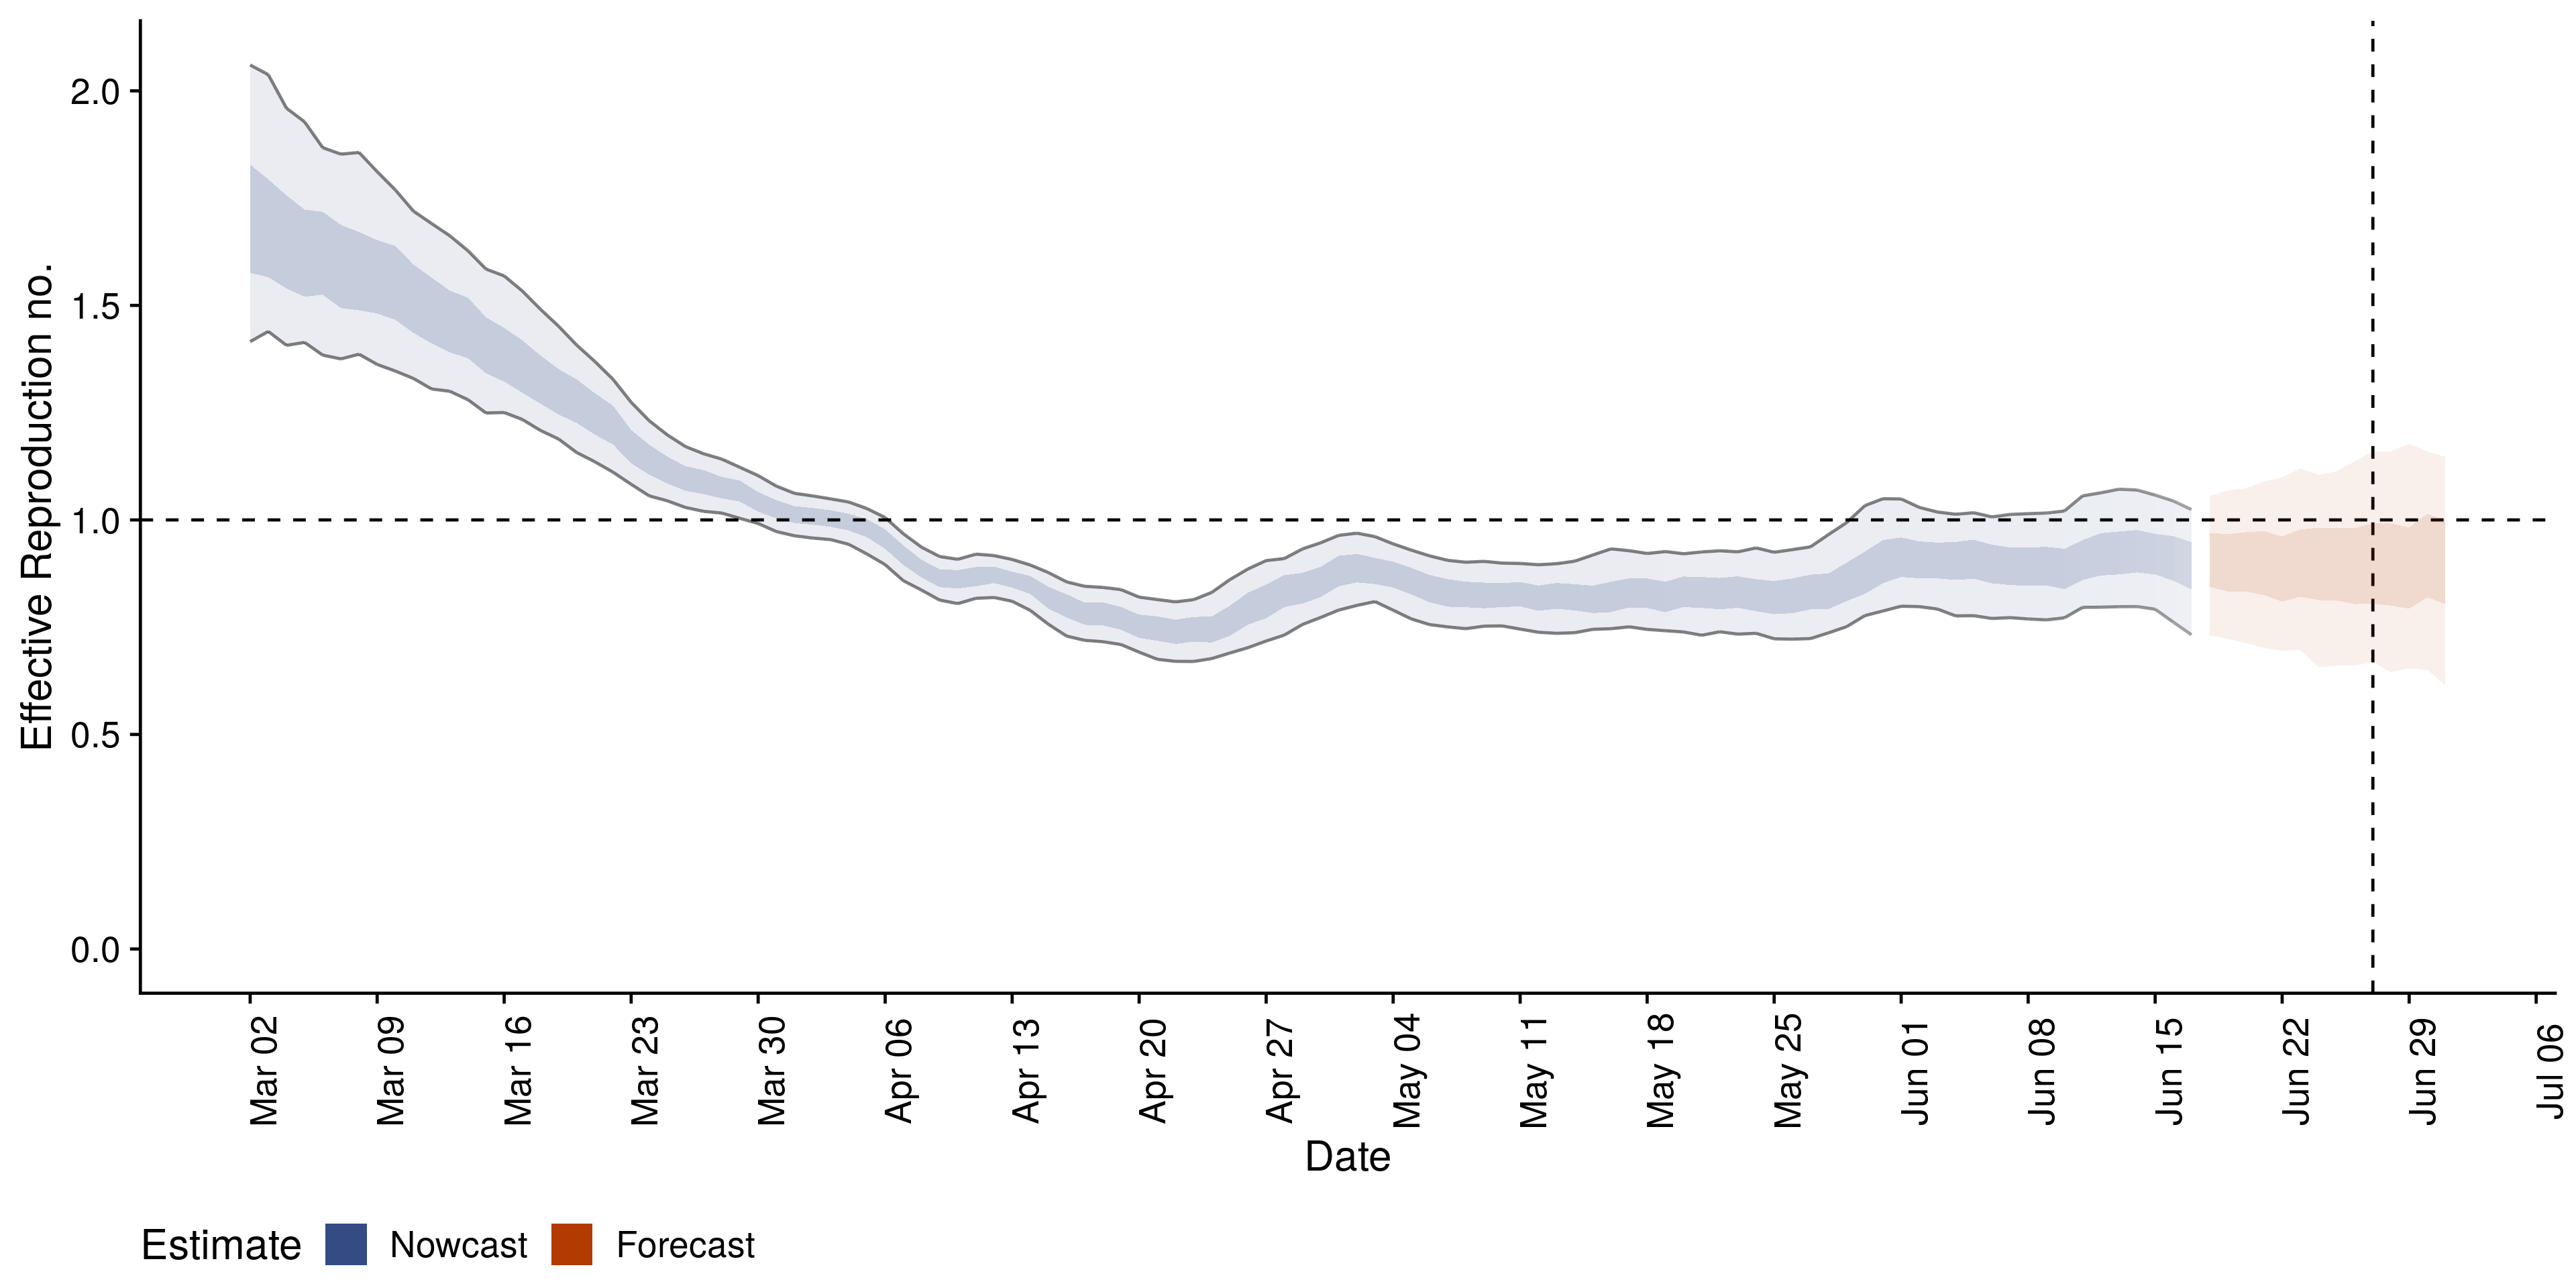 Effective Reproduction no.
2.0
1.5
1.0
0.5
0.0
Mar 02
Mar 09
Mar 16
Mar 23
Mar 30
Apr 06
Apr 13
Apr 20
Apr 27
May 04
May 11
May 18
May 25
Jun 01
Jun 08
Jun 15
Jun 22
Jun 29
Jul 06
Date
Estimate Nowcast Forecast